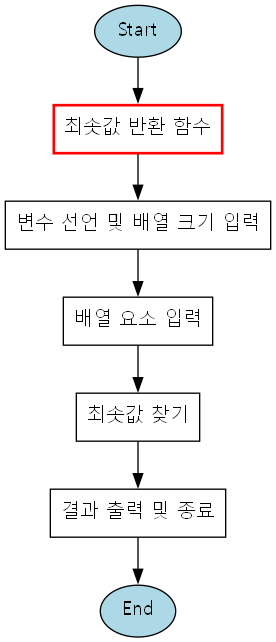 Start
최솟값 반환 함수
변수 선언 및 배열 크기 입력
배열 요소 입력
최솟값 찾기
결과 출력 및 종료
End